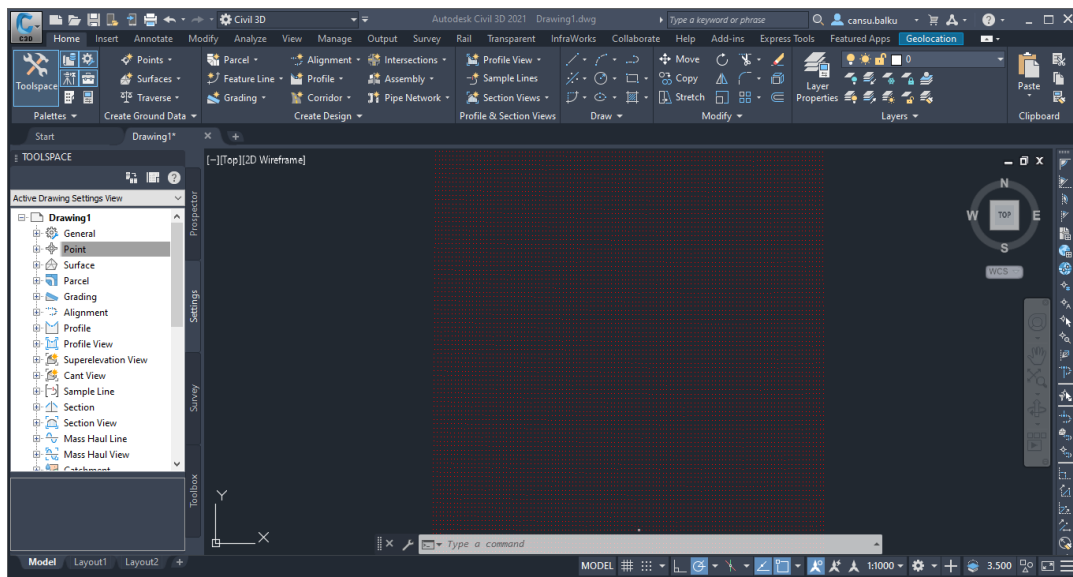 C3D
Civil 3D
Autodesk Civil 3D 2021 Drawing1.dwg
Type a keyword or phrase
cansu.balku
Home Insert Annotate Modify Analyze View Manage Output Survey Rail Transparent InfraWorks Collaborate Help Add-ins Express Tools Featured Apps Geolocation
Toolspace
Points
Surfaces
Traverse
Parcel
Feature Line
Grading
Alignment
Profile
Corridor
Intersections
Assembly
Pipe Network
Profile View
Sample Lines
Section Views
Move
Copy
Stretch
Layer
Properties
0
Paste
Palettes Create Ground Data Create Design Profile & Section Views Draw Modify Layers Clipboard
Start Drawing1*
TOOLSPACE
Active Drawing Settings View
Drawing1
General
Point
Surface
Parcel
Grading
Alignment
Profile
Profile View
Superelevation View
Cant View
Sample Line
Section
Section View
Mass Haul Line
Mass Haul View
Catchment
Prospector
Settings
Survey
Toolbox
[−][Top][2D Wireframe]
N
W TOP E
S
WCS
Y
X
Type a command
Model Layout1 Layout2 +
MODEL 1:1000 3.500